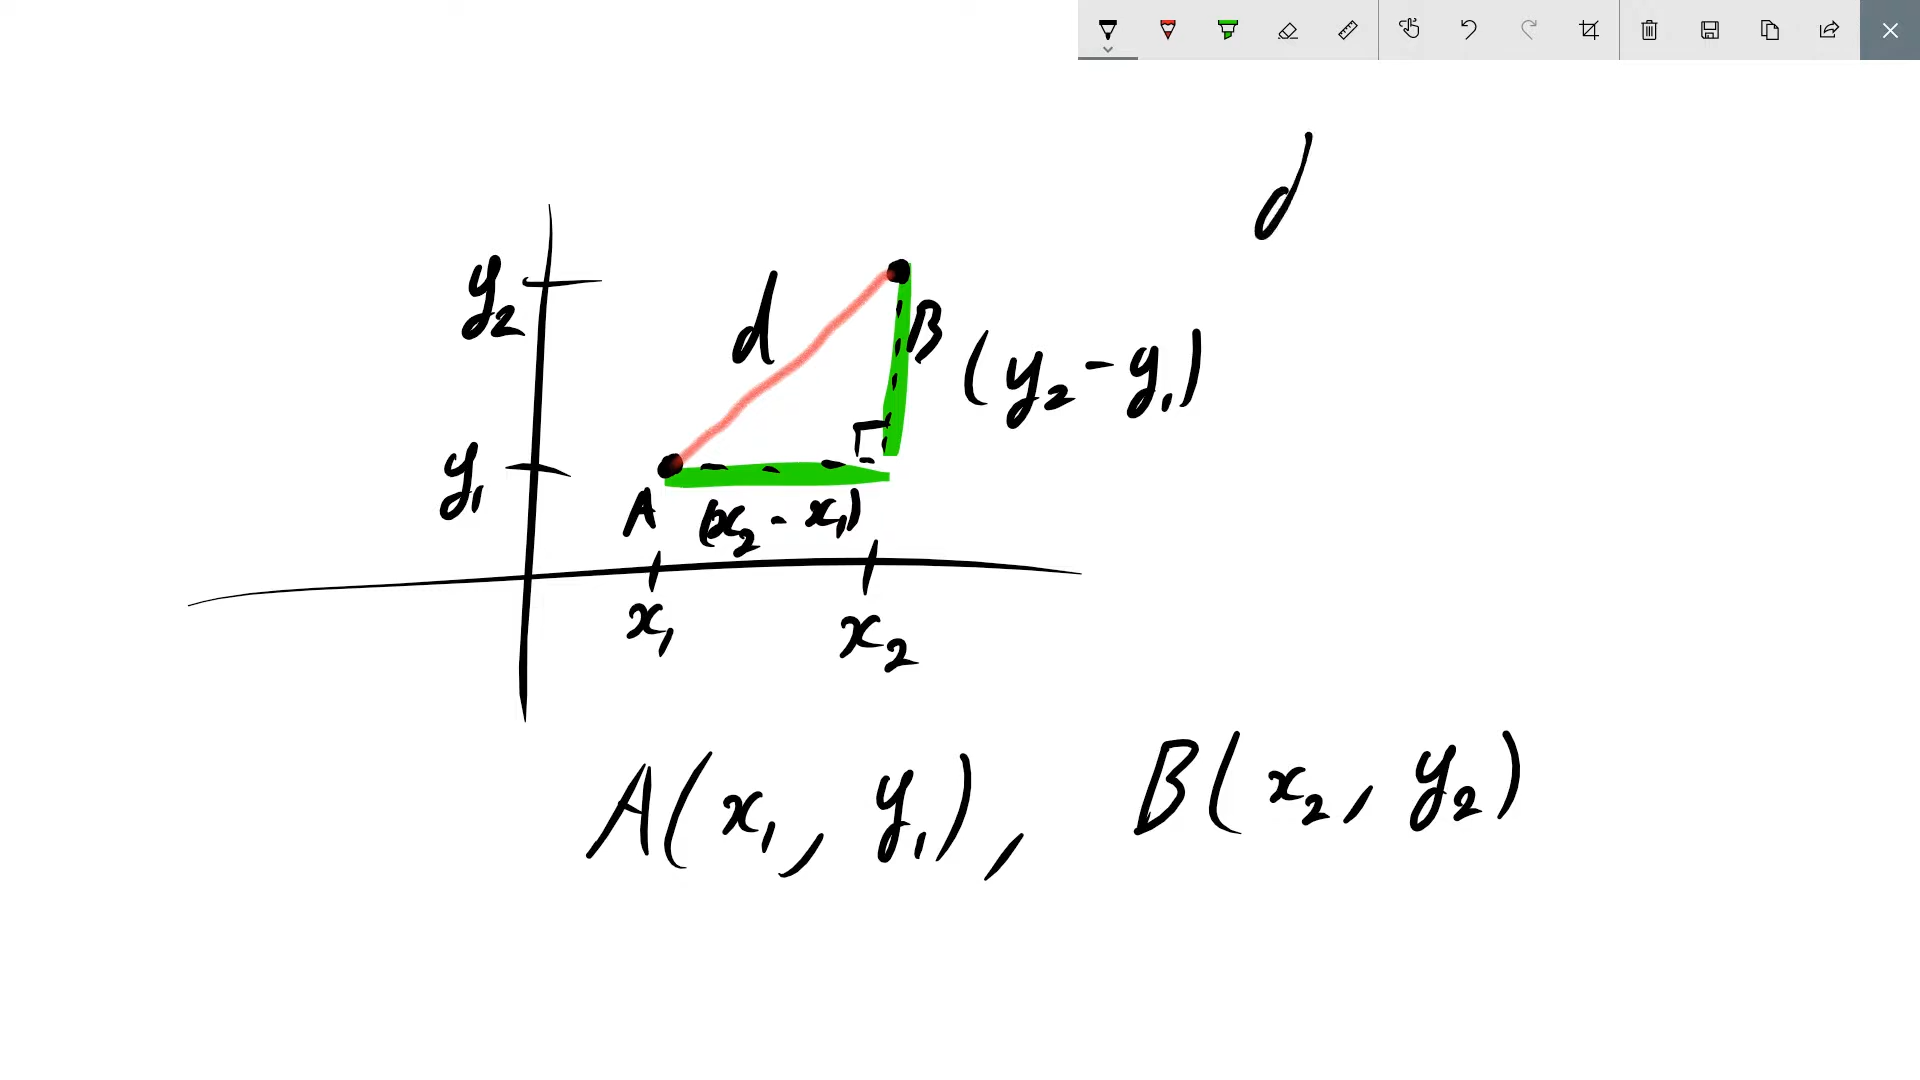 d
y₂
d
B
(y₂ - y₁)
y₁
A
(x₂ - x₁)
x₁
x₂
A(x₁, y₁), B(x₂, y₂)